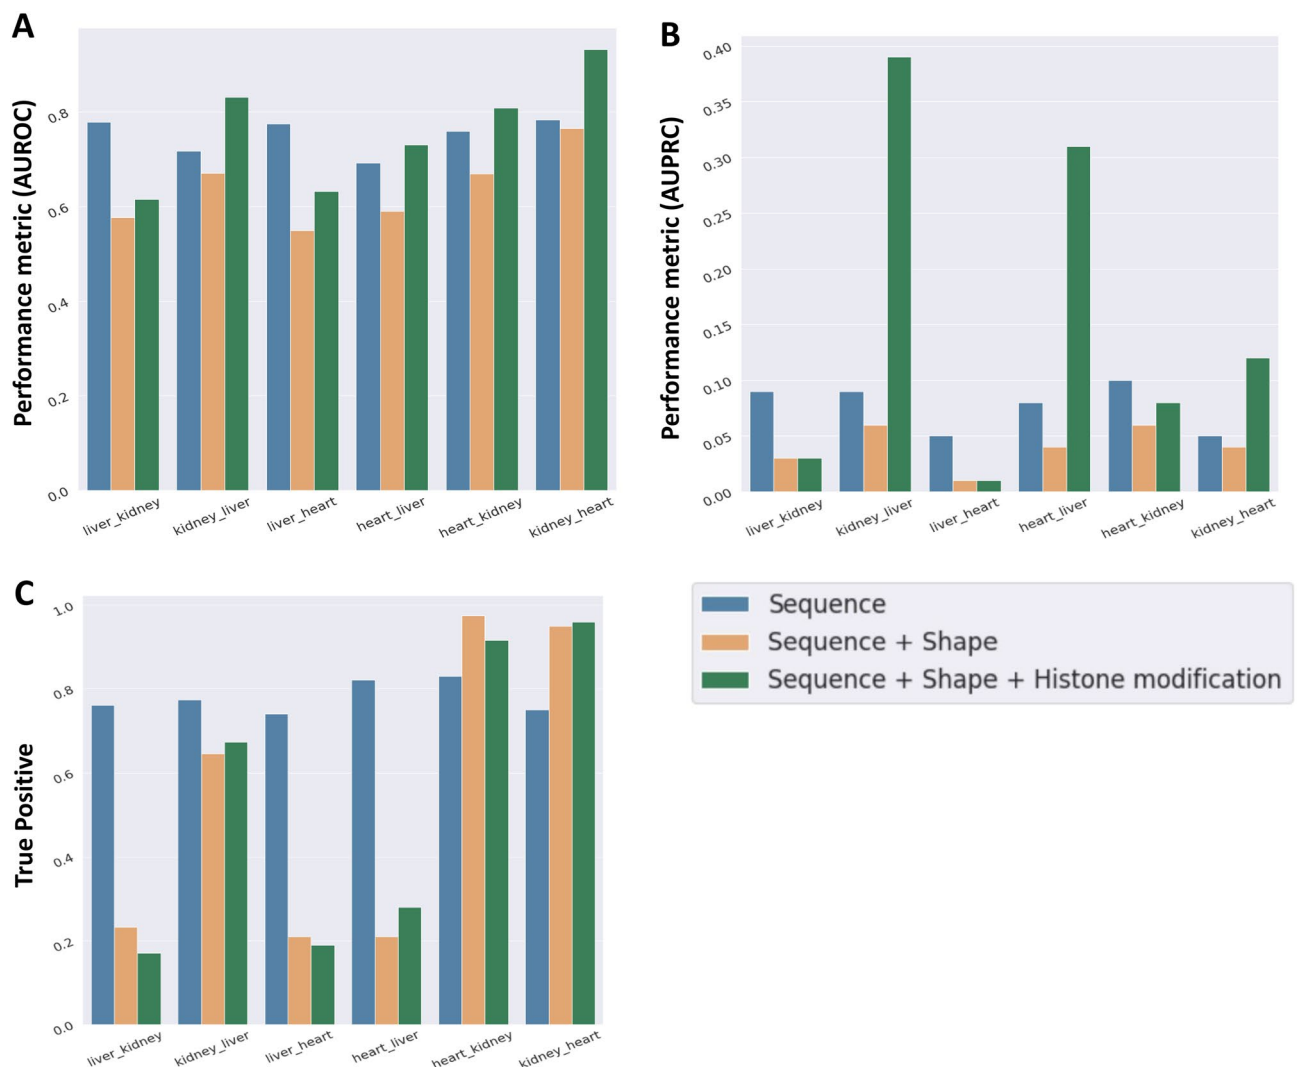 A
Performance metric (AUROC)
0.8
0.6
0.4
0.2
0.0
liver_kidney
kidney_liver
liver_heart
heart_liver
heart_kidney
kidney_heart
B
Performance metric (AUPRC)
0.40
0.35
0.30
0.25
0.20
0.15
0.10
0.05
0.00
liver_kidney
kidney_liver
liver_heart
heart_liver
heart_kidney
kidney_heart
C
True Positive
1.0
0.8
0.6
0.4
0.2
0.0
liver_kidney
kidney_liver
liver_heart
heart_liver
heart_kidney
kidney_heart
Sequence
Sequence + Shape
Sequence + Shape + Histone modification